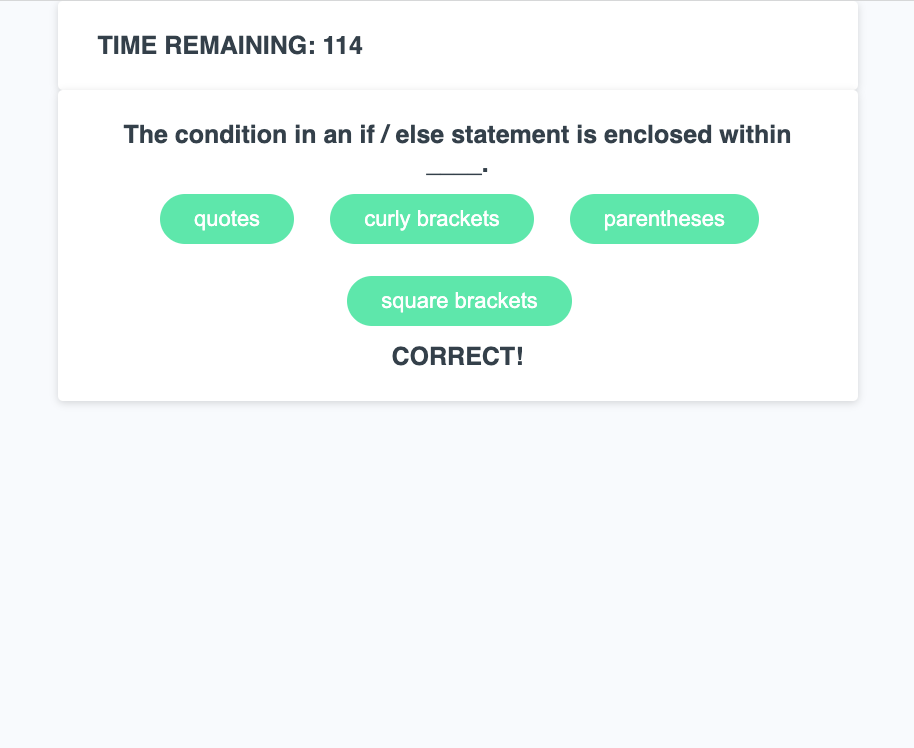 TIME REMAINING: 114
The condition in an if / else statement is enclosed within
____.
quotes
curly brackets
parentheses
square brackets
CORRECT!